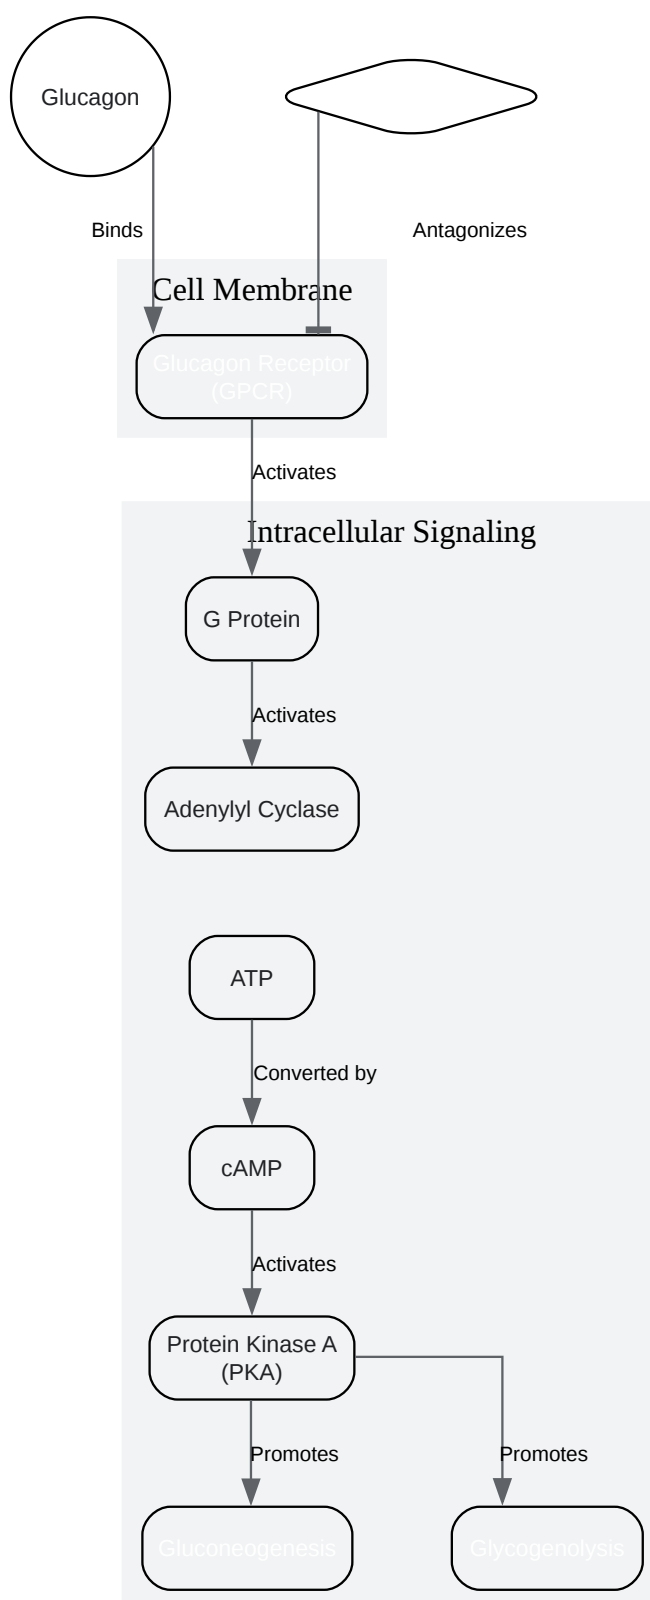 Glucagon
Binds
Antagonizes
Cell Membrane
Glucagon Receptor
(GPCR)
Activates
Intracellular Signaling
G Protein
Activates
Adenylyl Cyclase
ATP
Converted by
cAMP
Activates
Protein Kinase A
(PKA)
Promotes
Promotes
Gluconeogenesis
Glycogenolysis